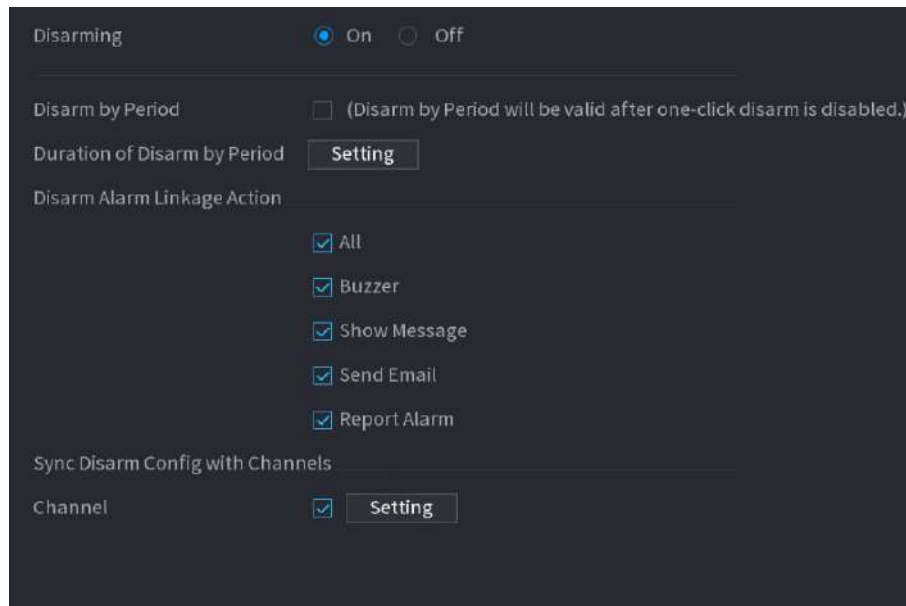 Disarming On Off
Disarm by Period (Disarm by Period will be valid after one-click disarm is disabled.)
Duration of Disarm by Period Setting
Disarm Alarm Linkage Action
All
Buzzer
Show Message
Send Email
Report Alarm
Sync Disarm Config with Channels
Channel Setting